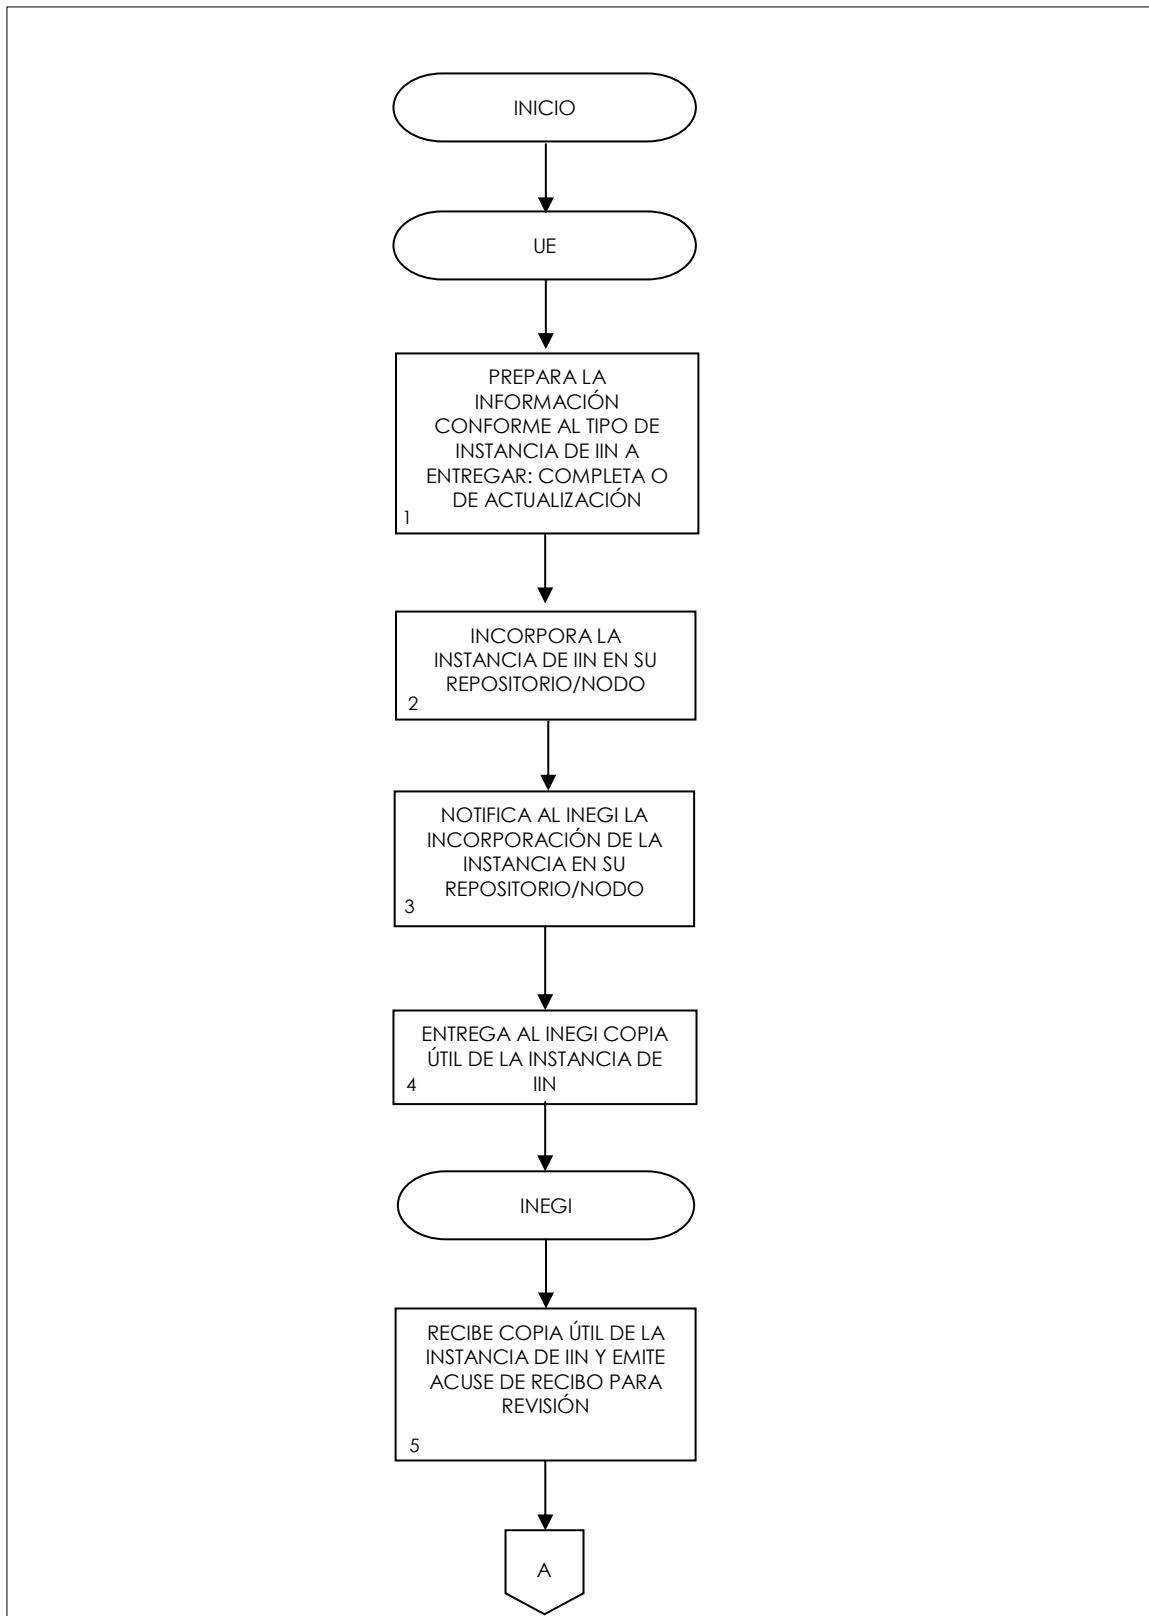 INICIO
UE
PREPARA LA
INFORMACIÓN
CONFORME AL TIPO DE
INSTANCIA DE IIN A
ENTREGAR: COMPLETA O
DE ACTUALIZACIÓN
1
INCORPORA LA
INSTANCIA DE IIN EN SU
REPOSITORIO/NODO
2
NOTIFICA AL INEGI LA
INCORPORACIÓN DE LA
INSTANCIA EN SU
REPOSITORIO/NODO
3
ENTREGA AL INEGI COPIA
ÚTIL DE LA INSTANCIA DE
IIN
4
INEGI
RECIBE COPIA ÚTIL DE LA
INSTANCIA DE IIN Y EMITE
ACUSE DE RECIBO PARA
REVISIÓN
5
A